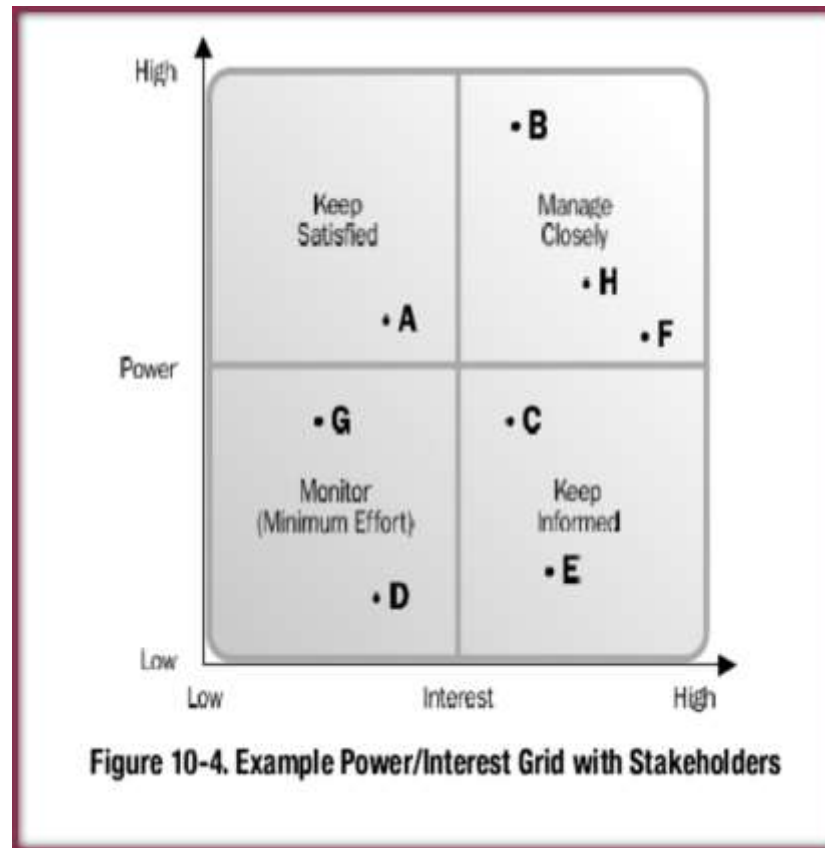 High
B
Keep
Satisfied
Manage
Closely
H
A
F
Power
G
C
Monitor
(Minimum Effort)
Keep
Informed
E
D
Low
Low
Interest
High
Figure 10-4. Example Power/Interest Grid with Stakeholders